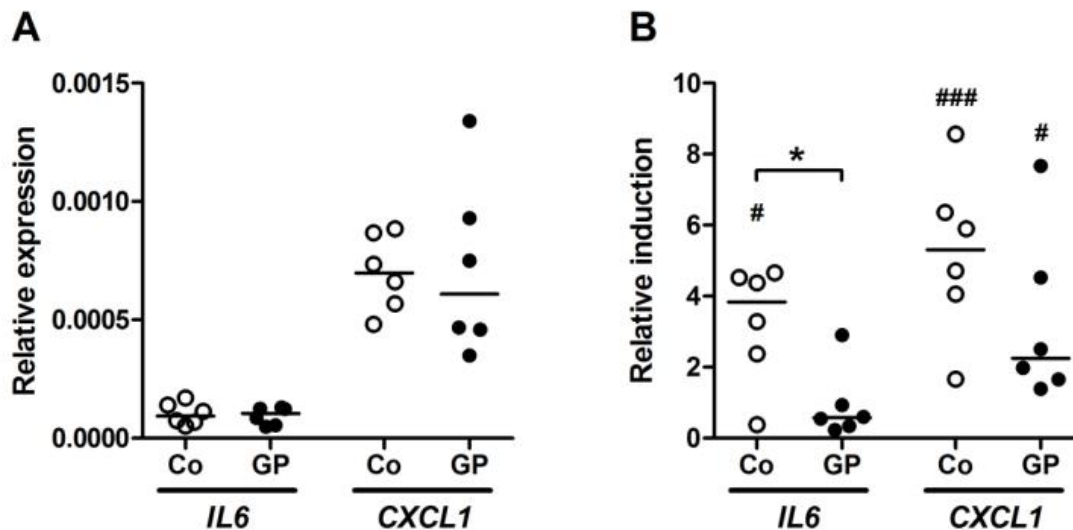 A
Relative expression
0.0015
0.0010
0.0005
0.0000
Co GP Co GP
IL6 CXCL1
B
Relative induction
10
8
6
4
2
0
#
*
###
#
Co GP Co GP
IL6 CXCL1